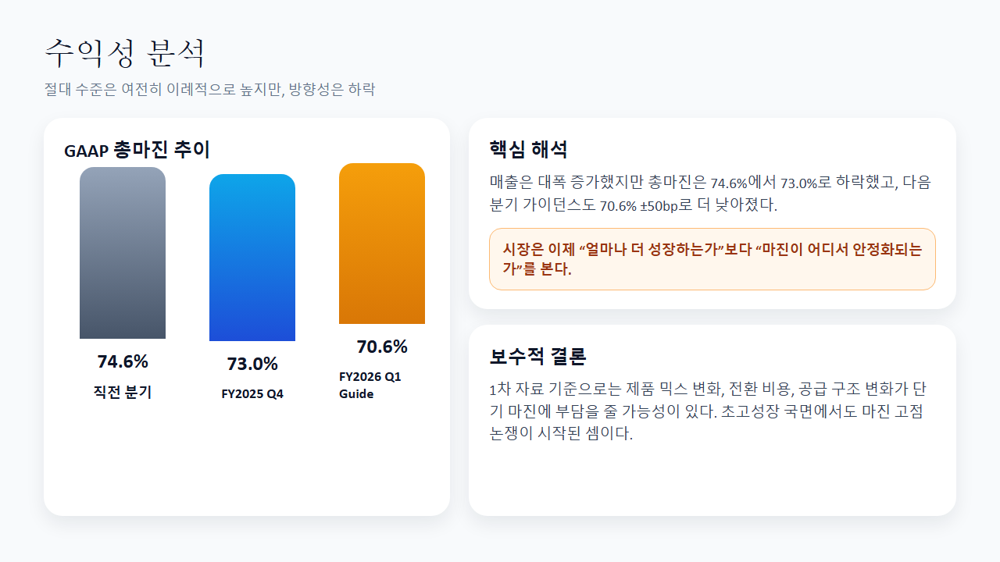 수익성 분석
절대 수준은 여전히 이례적으로 높지만, 방향성은 하락
GAAP 총마진 추이
74.6%
직전 분기
73.0%
FY2025 Q4
70.6%
FY2026 Q1
Guide
핵심 해석
매출은 대폭 증가했지만 총마진은 74.6%에서 73.0%로 하락했고, 다음
분기 가이던스도 70.6% ±50bp로 더 낮아졌다.
시장은 이제 “얼마나 더 성장하는가”보다 “마진이 어디서 안정화되는
가”를 본다.
보수적 결론
1차 자료 기준으로는 제품 믹스 변화, 전환 비용, 공급 구조 변화가 단
기 마진에 부담을 줄 가능성이 있다. 초고성장 국면에서도 마진 고점
논쟁이 시작된 셈이다.